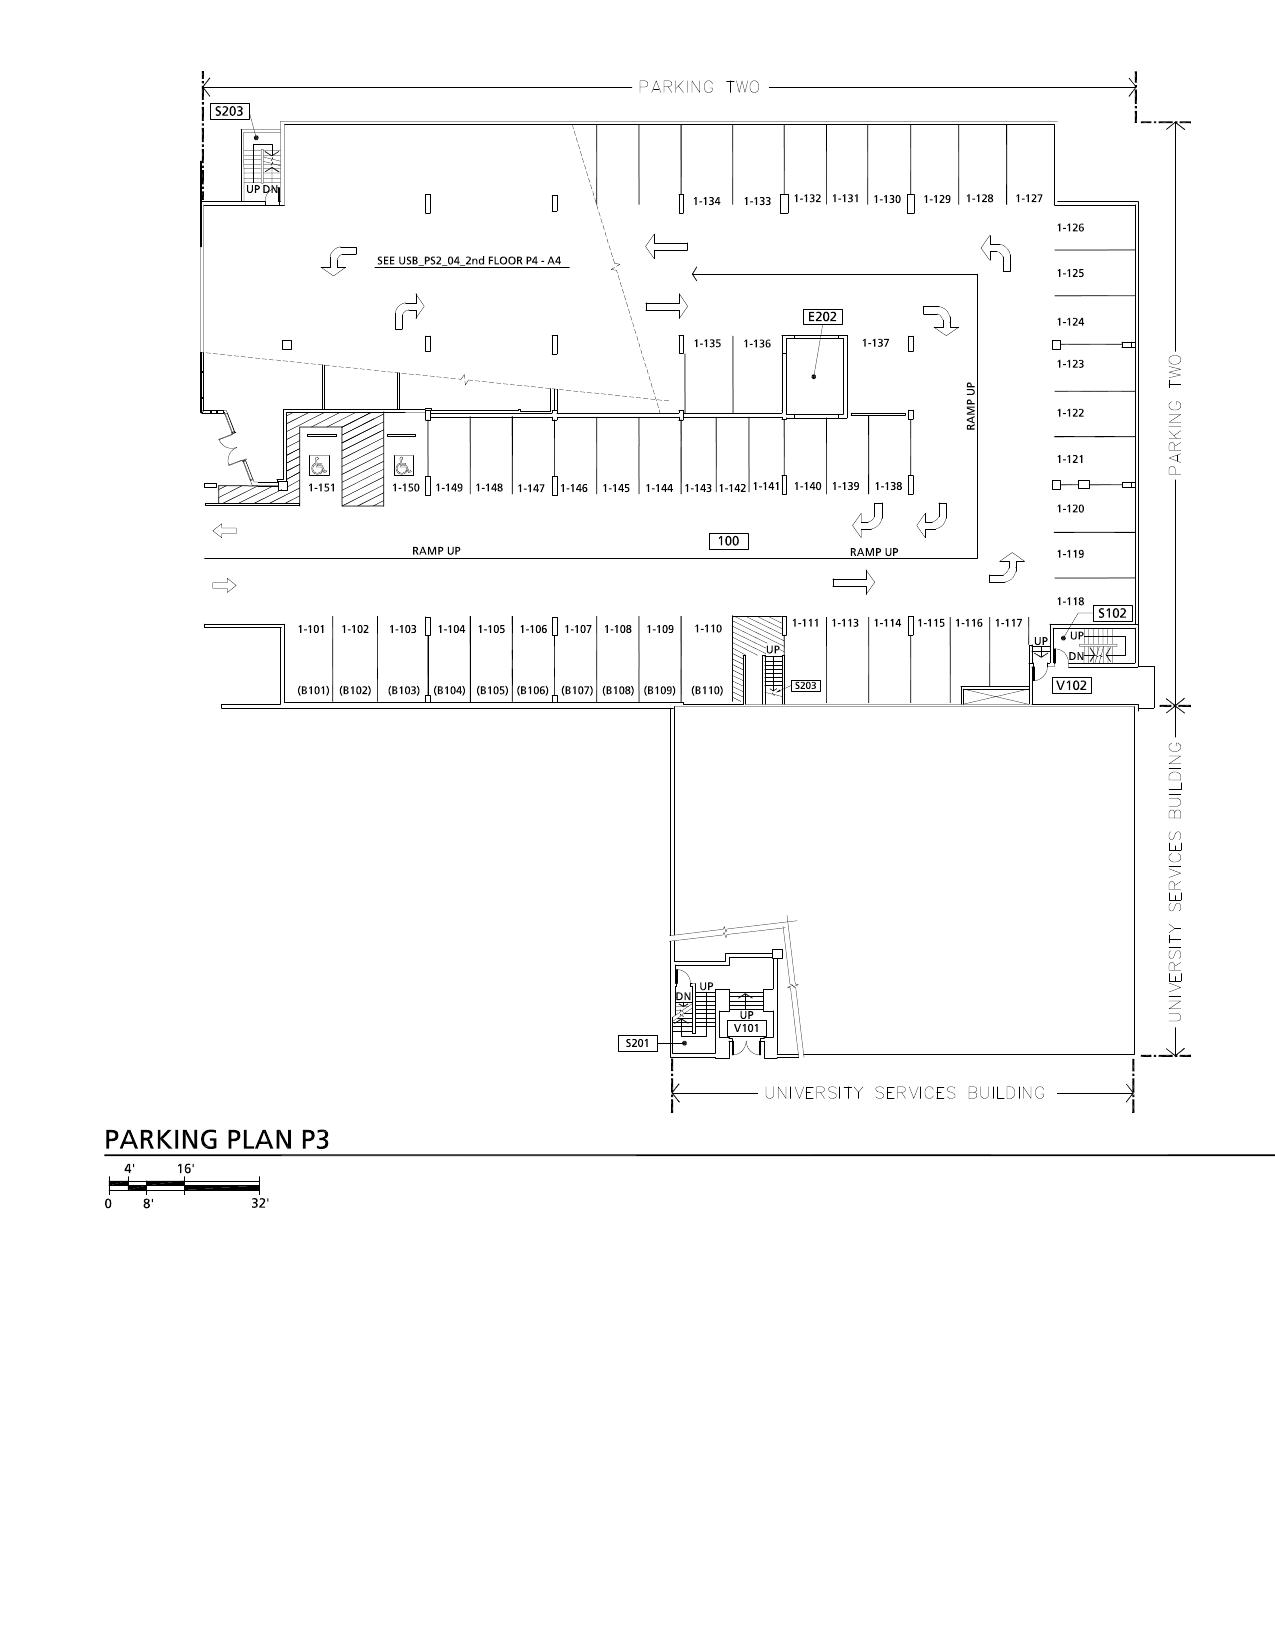 PARKING TWO
S203
UP DN
1-134 1-133 1-132 1-131 1-130 1-129 1-128 1-127
1-126
SEE USB_PS2_04_2nd FLOOR P4 - A4
1-125
E202
1-124
1-135 1-136 1-137
1-123
PARKING TWO
RAMP UP
1-122
1-121
1-151 1-150 1-149 1-148 1-147 1-146 1-145 1-144 1-143 1-142 1-141 1-140 1-139 1-138
1-120
100
RAMP UP RAMP UP
1-119
1-118
S102
1-101 1-102 1-103 1-104 1-105 1-106 1-107 1-108 1-109 1-110 1-111 1-113 1-114 1-115 1-116 1-117
UP
UP
UP
DN
S203
V102
(B101) (B102) (B103) (B104) (B105) (B106) (B107) (B108) (B109) (B110)
UNIVERSITY SERVICES BUILDING
UP
DN
UP
V101
S201
UNIVERSITY SERVICES BUILDING
PARKING PLAN P3
4' 16'
0 8' 32'